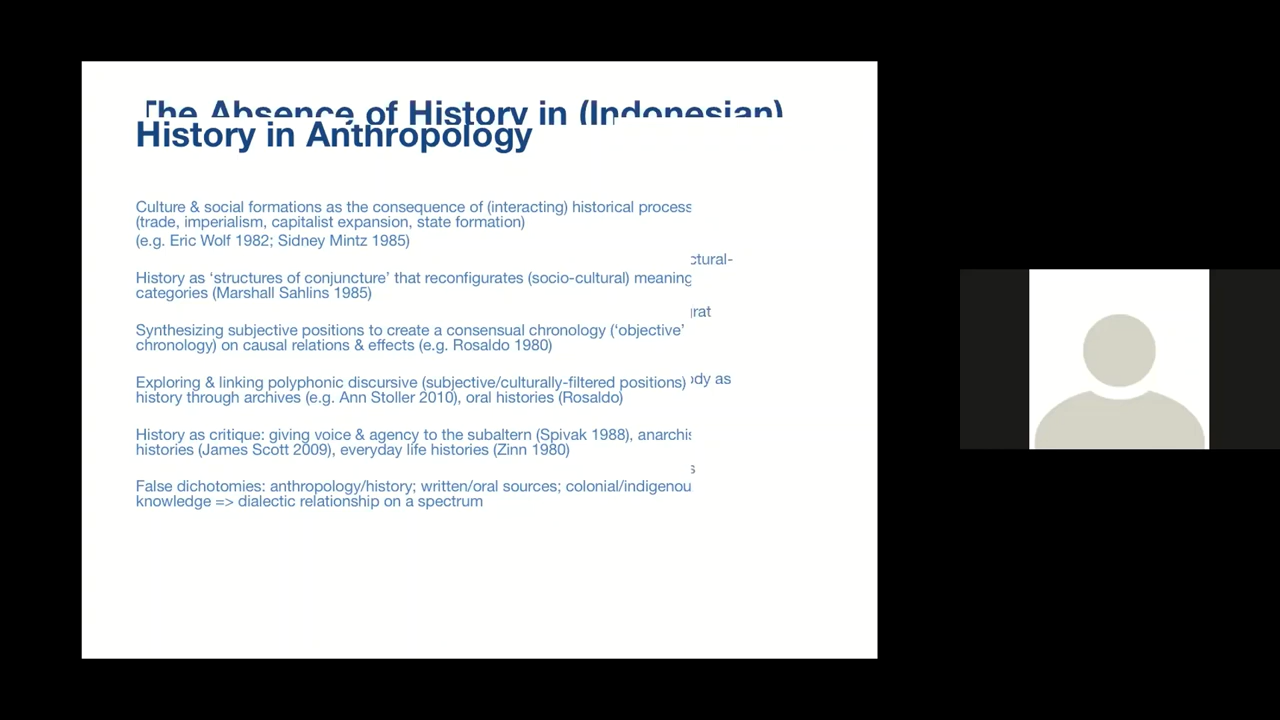 The Absence of History in (Indonesian)
History in Anthropology
Culture & social formations as the consequence of (interacting) historical process
(trade, imperialism, capitalist expansion, state formation)
(e.g. Eric Wolf 1982; Sidney Mintz 1985)
ctural-
History as ‘structures of conjuncture’ that reconfigurates (socio-cultural) meaning
categories (Marshall Sahlins 1985)
Synthesizing subjective positions to create a consensual chronology (‘objective’
chronology) on causal relations & effects (e.g. Rosaldo 1980)
Exploring & linking polyphonic discursive (subjective/culturally-filtered positions)
as
history through archives (e.g. Ann Stoller 2010), oral histories (Rosaldo)
History as critique: giving voice & agency to the subaltern (Spivak 1988), anarchis
histories (James Scott 2009), everyday life histories (Zinn 1980)
s
False dichotomies: anthropology/history; written/oral sources; colonial/indigenou
knowledge => dialectic relationship on a spectrum